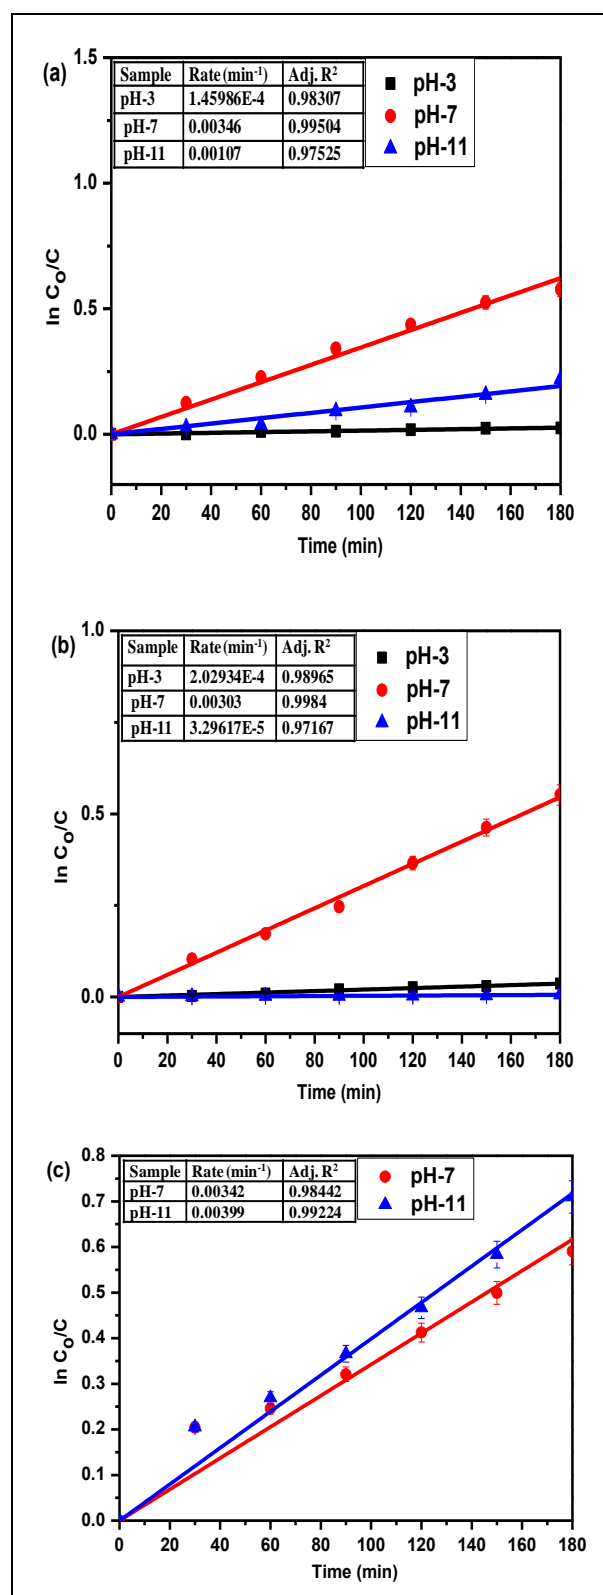 (a)
Sample Rate (min-1) Adj. R2
pH-3 1.45986E-4 0.98307
pH-7 0.00346 0.99504
pH-11 0.00107 0.97525
pH-3
pH-7
pH-11
1.5
1.0
0.5
0.0
ln CO/C
0 20 40 60 80 100 120 140 160 180
Time (min)
(b)
Sample Rate (min-1) Adj. R2
pH-3 2.02934E-4 0.98965
pH-7 0.00303 0.9984
pH-11 3.29617E-5 0.97167
pH-3
pH-7
pH-11
1.0
0.5
0.0
ln CO/C
0 20 40 60 80 100 120 140 160 180
Time (min)
(c)
Sample Rate (min-1) Adj. R2
pH-7 0.00342 0.98442
pH-11 0.00399 0.99224
pH-7
pH-11
0.8
0.7
0.6
0.5
0.4
0.3
0.2
0.1
0.0
ln CO/C
0 20 40 60 80 100 120 140 160 180
Time (min)